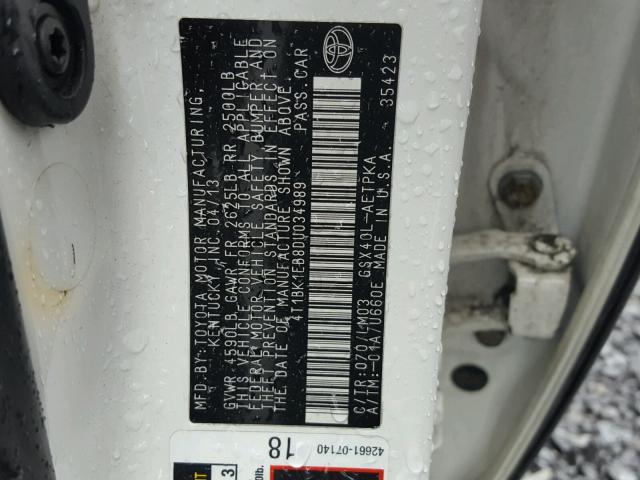 MFD.BY:TOYOTA MOTOR MANUFACTURING,
KENTUCKY, INC. 04/13
GVWR 4590LB GAWR FR 2625LB RR 2500LB
THIS VEHICLE CONFORMS TO ALL APPLICABLE
FEDERAL MOTOR VEHICLE SAFETY, BUMPER, AND
THEFT PREVENTION STANDARDS IN EFFECT ON
THE DATE OF MANUFACTURE SHOWN ABOVE.
4T1BK1EB8DU034989 PASS.CAR
C/TR:070/LM03 GSX40L-AETPKA 35423
A/TM:-01A/U660E MADE IN U.S.A.
42661-07140
18
3